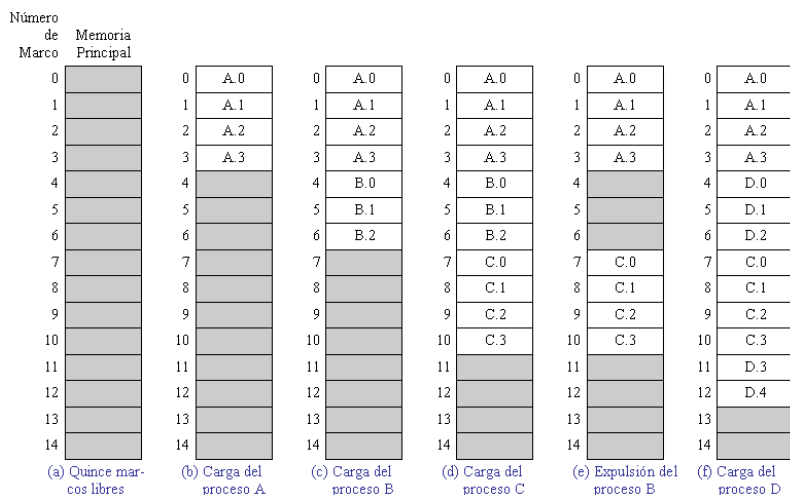 Número
de Memoria
Marco Principal
0 0 A.0 0 A.0 0 A.0 0 A.0 0 A.0
1 1 A.1 1 A.1 1 A.1 1 A.1 1 A.1
2 2 A.2 2 A.2 2 A.2 2 A.2 2 A.2
3 3 A.3 3 A.3 3 A.3 3 A.3 3 A.3
4 4 4 B.0 4 B.0 4 4 D.0
5 5 5 B.1 5 B.1 5 5 D.1
6 6 6 B.2 6 B.2 6 6 D.2
7 7 7 7 C.0 7 C.0 7 C.0
8 8 8 8 C.1 8 C.1 8 C.1
9 9 9 9 C.2 9 C.2 9 C.2
10 10 10 10 C.3 10 C.3 10 C.3
11 11 11 11 11 11 D.3
12 12 12 12 12 12 D.4
13 13 13 13 13 13
14 14 14 14 14 14
(a) Quince mar- (b) Carga del (c) Carga del (d) Carga del (e) Expulsión del (f) Carga del
cos libres proceso A proceso B proceso C proceso B proceso D